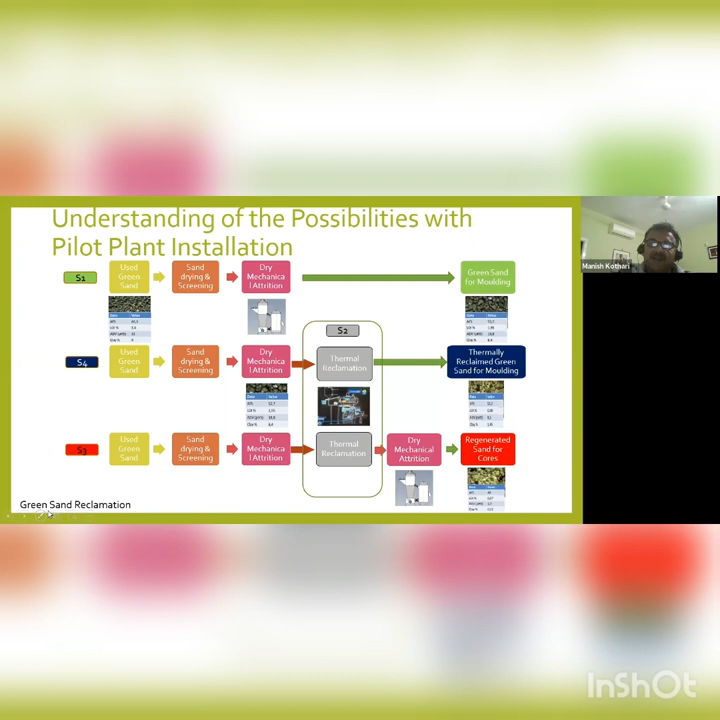 Understanding of the Possibilities with
Pilot Plant Installation
Manish Kothari
S1
Used
Green
Sand
Sand
drying &
Screening
Dry
Mechanica
l Attrition
Green Sand
for Moulding
S2
S4
Used
Green
Sand
Sand
drying &
Screening
Dry
Mechanica
l Attrition
Thermal
Reclamation
Thermally
Reclaimed Green
Sand for Moulding
S3
Used
Green
Sand
Sand
drying &
Screening
Dry
Mechanica
l Attrition
Thermal
Reclamation
Dry
Mechanical
Attrition
Regenerated
Sand for
Cores
Green Sand Reclamation
InShOt